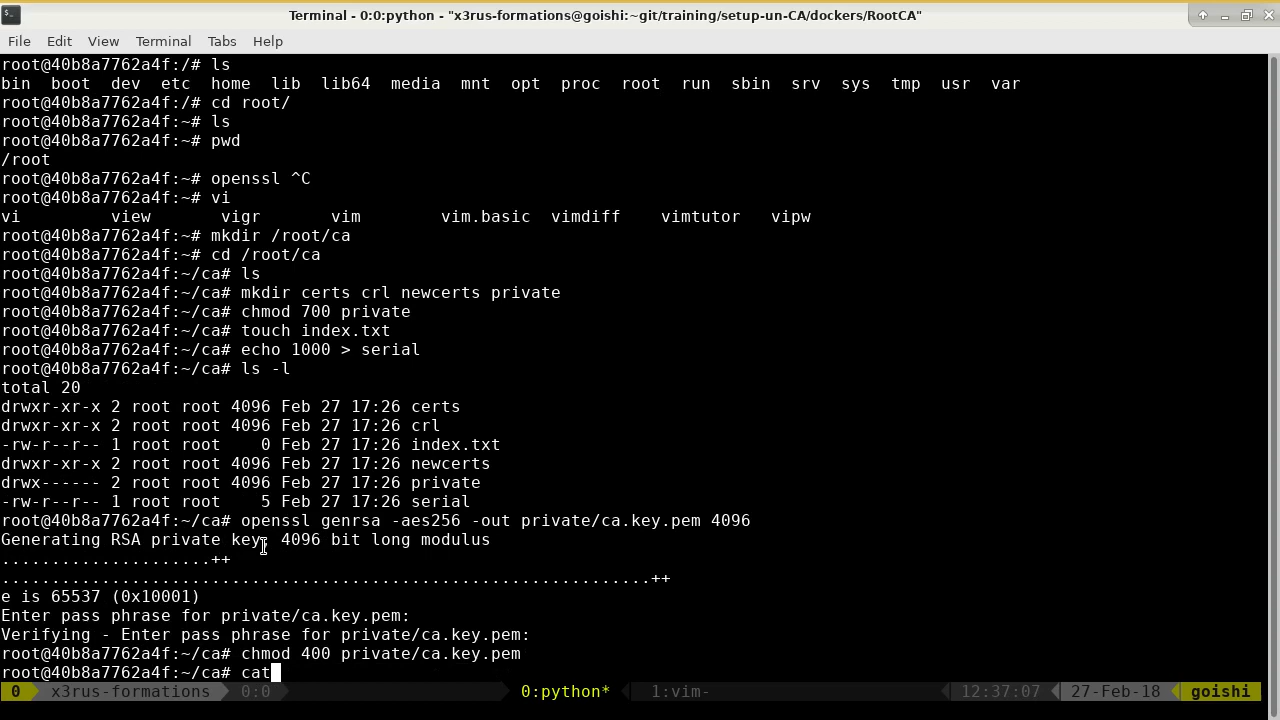 Terminal - 0:0:python - "x3rus-formations@goishi:~git/training/setup-un-CA/dockers/RootCA"
File Edit View Terminal Tabs Help
root@40b8a7762a4f:/# ls
bin boot dev etc home lib lib64 media mnt opt proc root run sbin srv sys tmp usr var
root@40b8a7762a4f:/# cd root/
root@40b8a7762a4f:~# ls
root@40b8a7762a4f:~# pwd
/root
root@40b8a7762a4f:~# openssl ^C
root@40b8a7762a4f:~# vi
vi view vigr vim vim.basic vimdiff vimtutor vipw
root@40b8a7762a4f:~# mkdir /root/ca
root@40b8a7762a4f:~# cd /root/ca
root@40b8a7762a4f:~/ca# ls
root@40b8a7762a4f:~/ca# mkdir certs crl newcerts private
root@40b8a7762a4f:~/ca# chmod 700 private
root@40b8a7762a4f:~/ca# touch index.txt
root@40b8a7762a4f:~/ca# echo 1000 > serial
root@40b8a7762a4f:~/ca# ls -l
total 20
drwxr-xr-x 2 root root 4096 Feb 27 17:26 certs
drwxr-xr-x 2 root root 4096 Feb 27 17:26 crl
-rw-r--r-- 1 root root 0 Feb 27 17:26 index.txt
drwxr-xr-x 2 root root 4096 Feb 27 17:26 newcerts
drwx------ 2 root root 4096 Feb 27 17:26 private
-rw-r--r-- 1 root root 5 Feb 27 17:26 serial
root@40b8a7762a4f:~/ca# openssl genrsa -aes256 -out private/ca.key.pem 4096
Generating RSA private key, 4096 bit long modulus
.....................++
.................................................................++
e is 65537 (0x10001)
Enter pass phrase for private/ca.key.pem:
Verifying - Enter pass phrase for private/ca.key.pem:
root@40b8a7762a4f:~/ca# chmod 400 private/ca.key.pem
root@40b8a7762a4f:~/ca# cat
0 x3rus-formations 0:0 0:python* 1:vim- 12:37:07 27-Feb-18 goishi